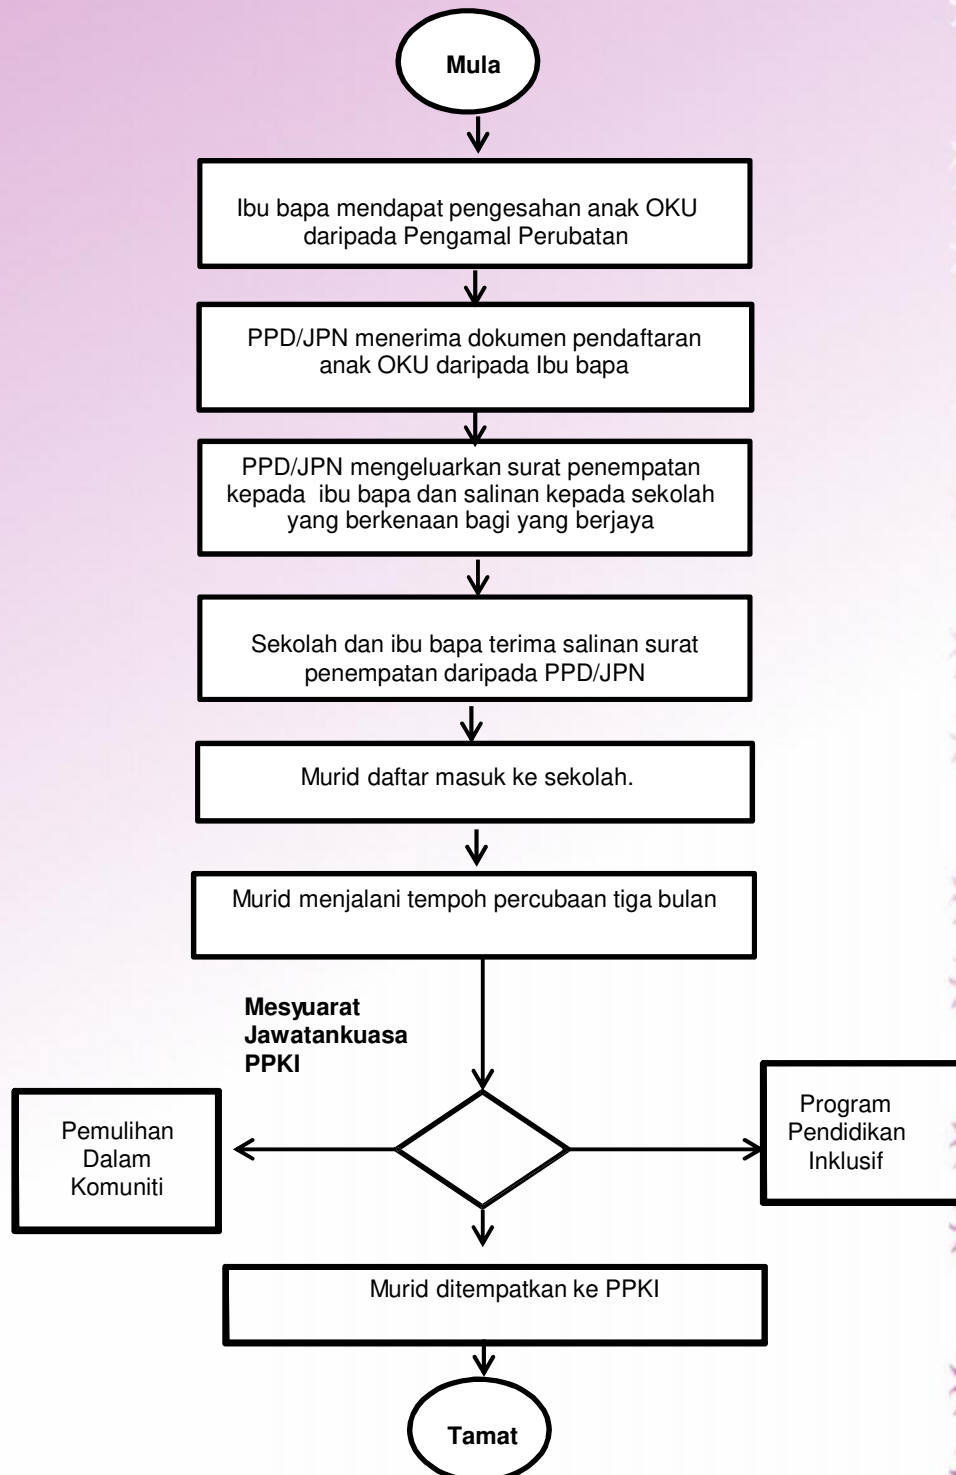 Mula
Ibu bapa mendapat pengesahan anak OKU
daripada Pengamal Perubatan
PPD/JPN menerima dokumen pendaftaran
anak OKU daripada Ibu bapa
PPD/JPN mengeluarkan surat penempatan
kepada ibu bapa dan salinan kepada sekolah
yang berkenaan bagi yang berjaya
Sekolah dan ibu bapa terima salinan surat
penempatan daripada PPD/JPN
Murid daftar masuk ke sekolah.
Murid menjalani tempoh percubaan tiga bulan
Mesyuarat
Jawatankuasa
PPKI
Pemulihan
Dalam
Komuniti
Program
Pendidikan
Inklusif
Murid ditempatkan ke PPKI
Tamat